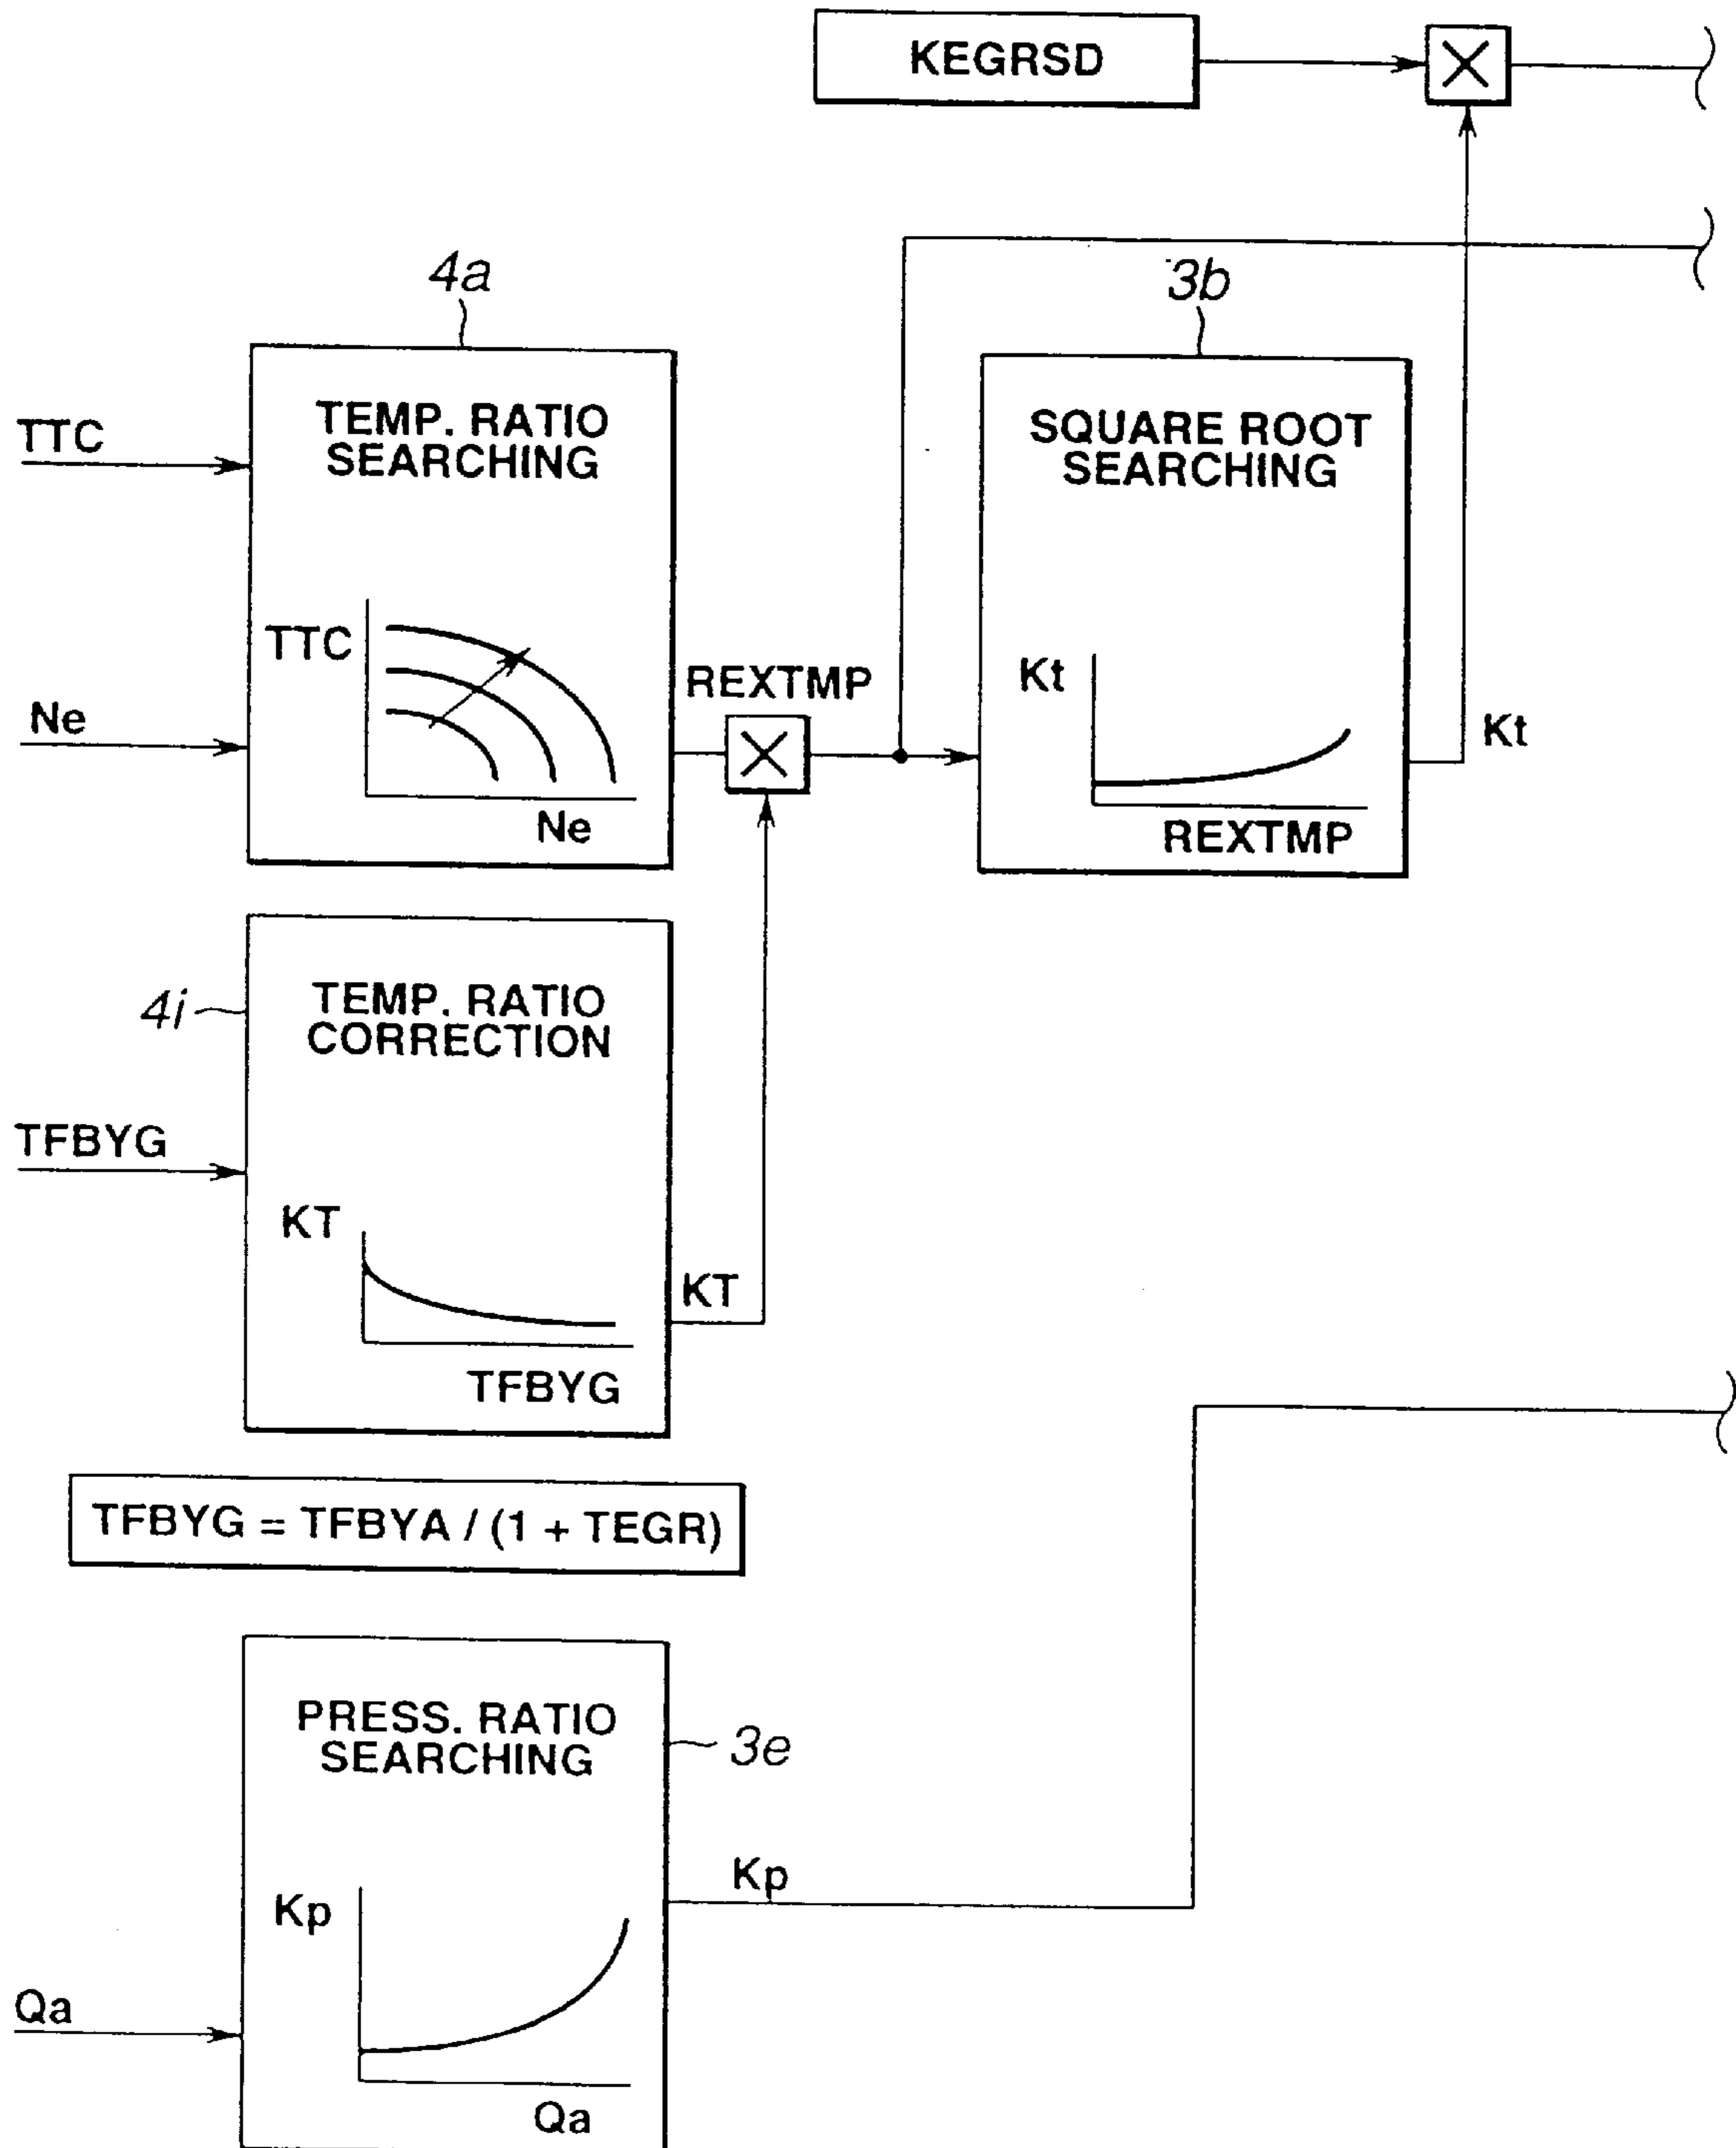 KEGRSD
4a
3b
TTC
TEMP. RATIO
SEARCHING
SQUARE ROOT
SEARCHING
TTC
Ne
Ne
REXTMP
Kt
REXTMP
Kt
4i
TEMP. RATIO
CORRECTION
TFBYG
KT
TFBYG
KT
TFBYG = TFBYA / (1 + TEGR)
PRESS. RATIO
SEARCHING
3e
Kp
Kp
Qa
Qa